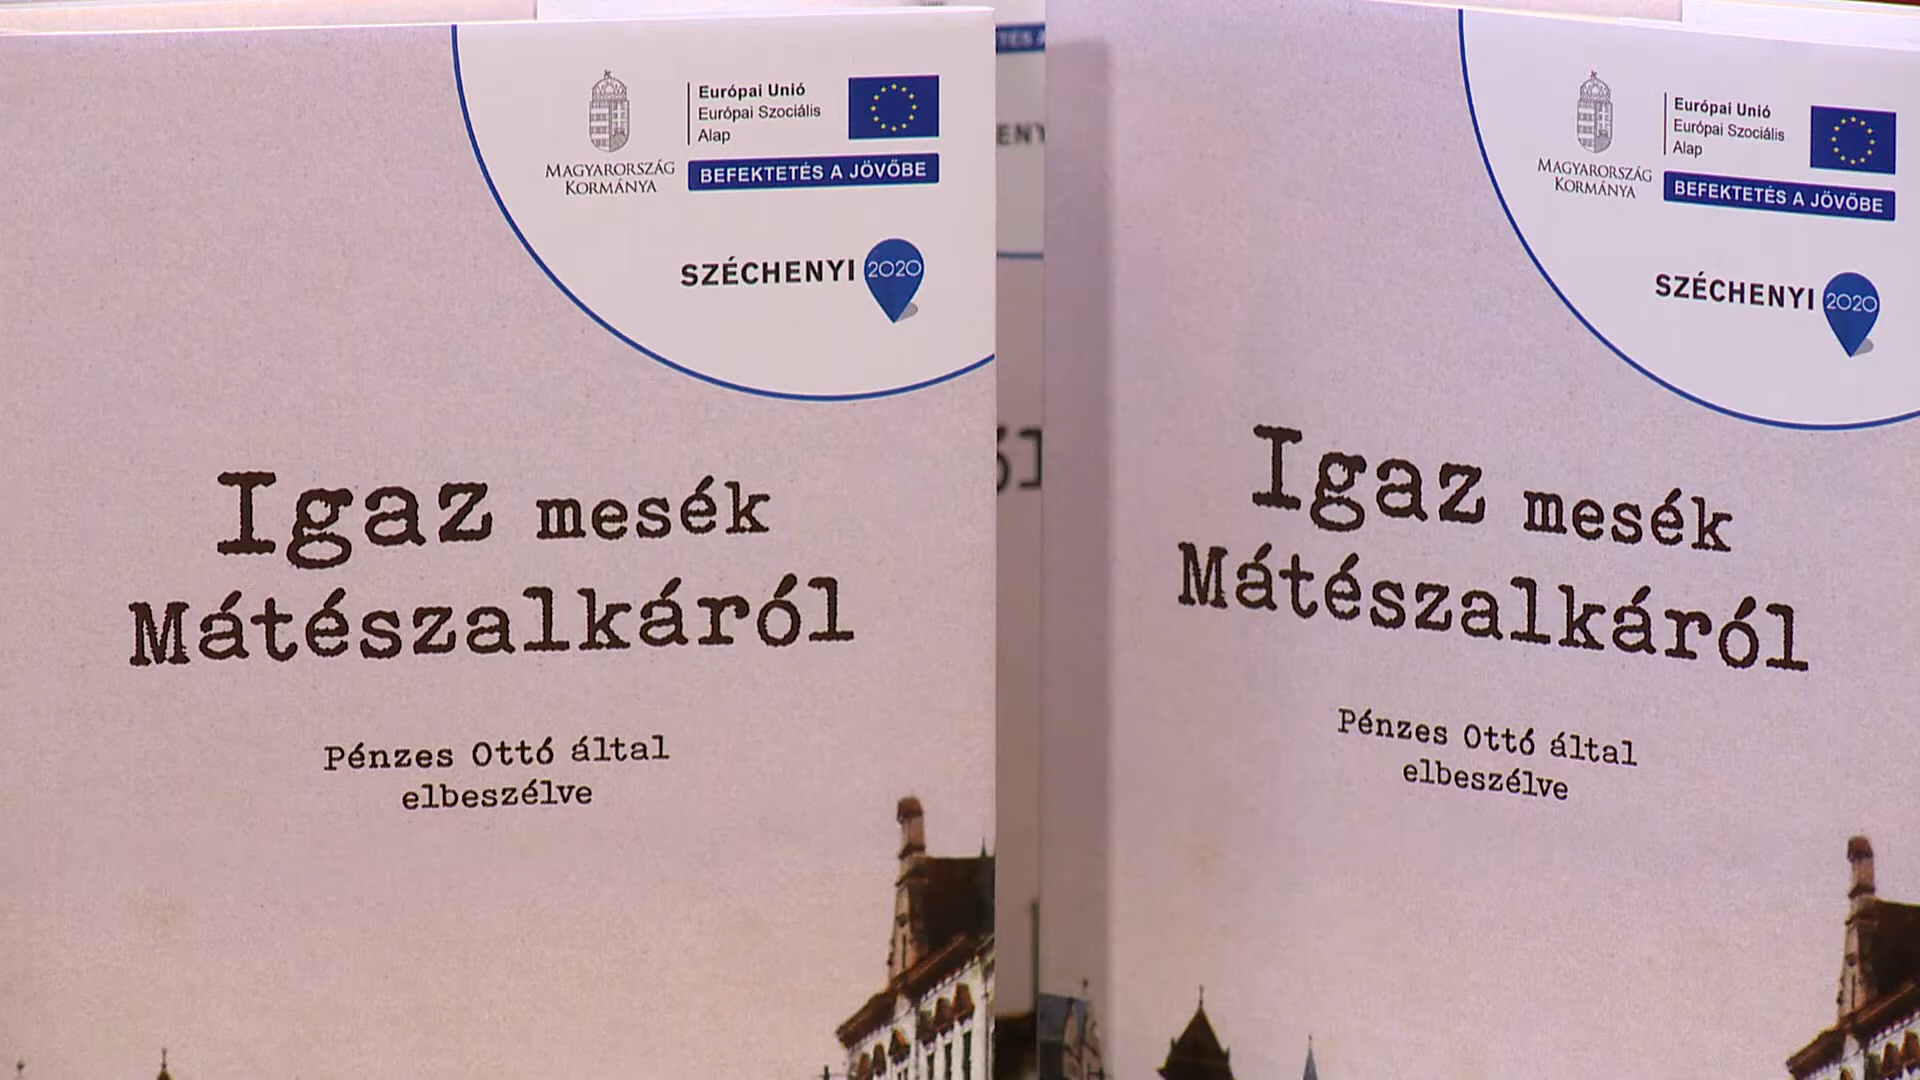 Európai Unió
Európai Szociális
Alap
MAGYARORSZÁG
KORMÁNYA
BEFEKTETÉS A JÖVŐBE
SZÉCHENYI 2020
Igaz mesék
Mátészalkáról
Pénzes Ottó által
elbeszélve
Európai Unió
Európai Szociális
Alap
MAGYARORSZÁG
KORMÁNYA
BEFEKTETÉS A JÖVŐBE
SZÉCHENYI 2020
Igaz mesék
Mátészalkáról
Pénzes Ottó által
elbeszélve